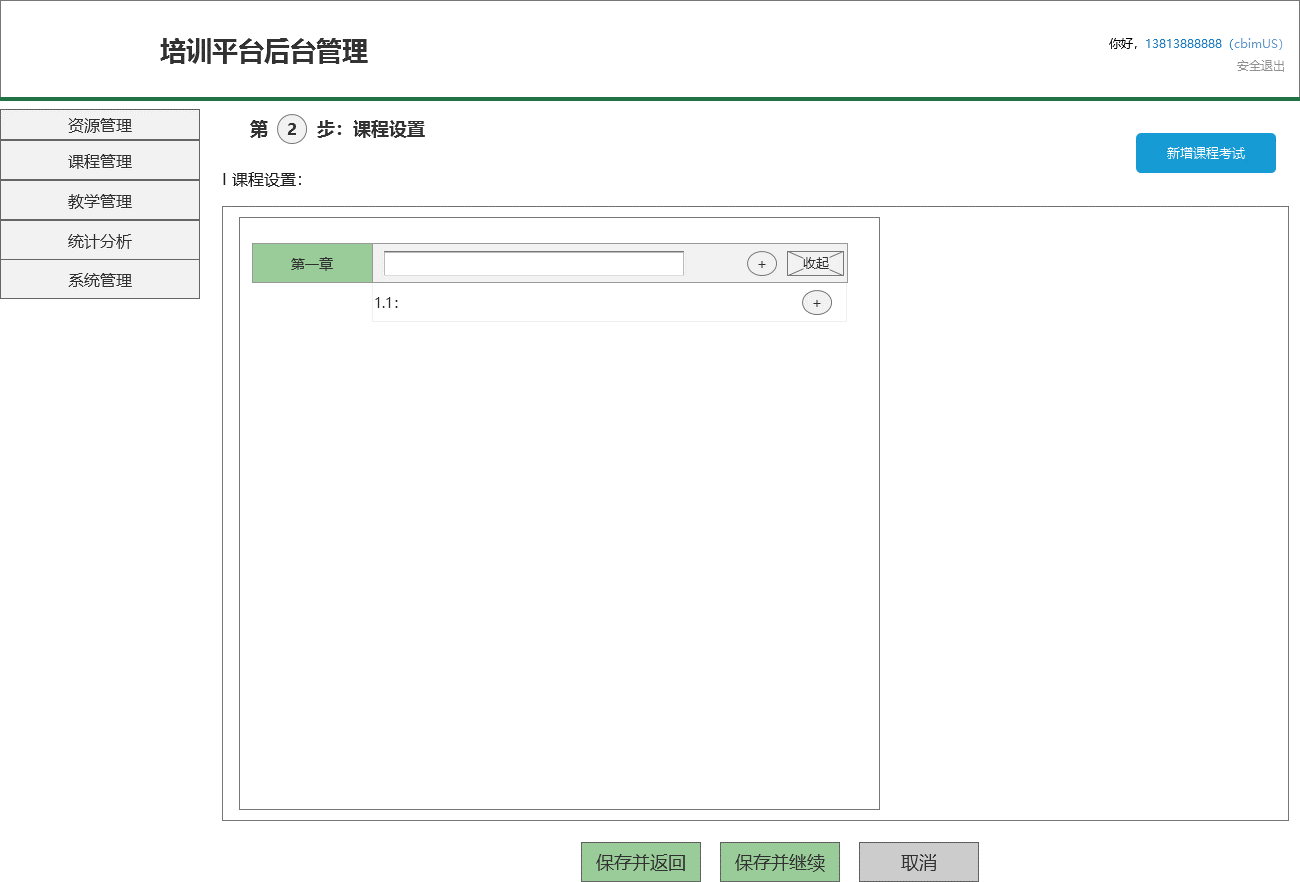 培训平台后台管理
你好，13813888888（cbimUS）
安全退出
资源管理
课程管理
教学管理
统计分析
系统管理
第 2 步：课程设置
新增课程考试
I 课程设置：
第一章 + 收起
1.1： +
保存并返回 保存并继续 取消